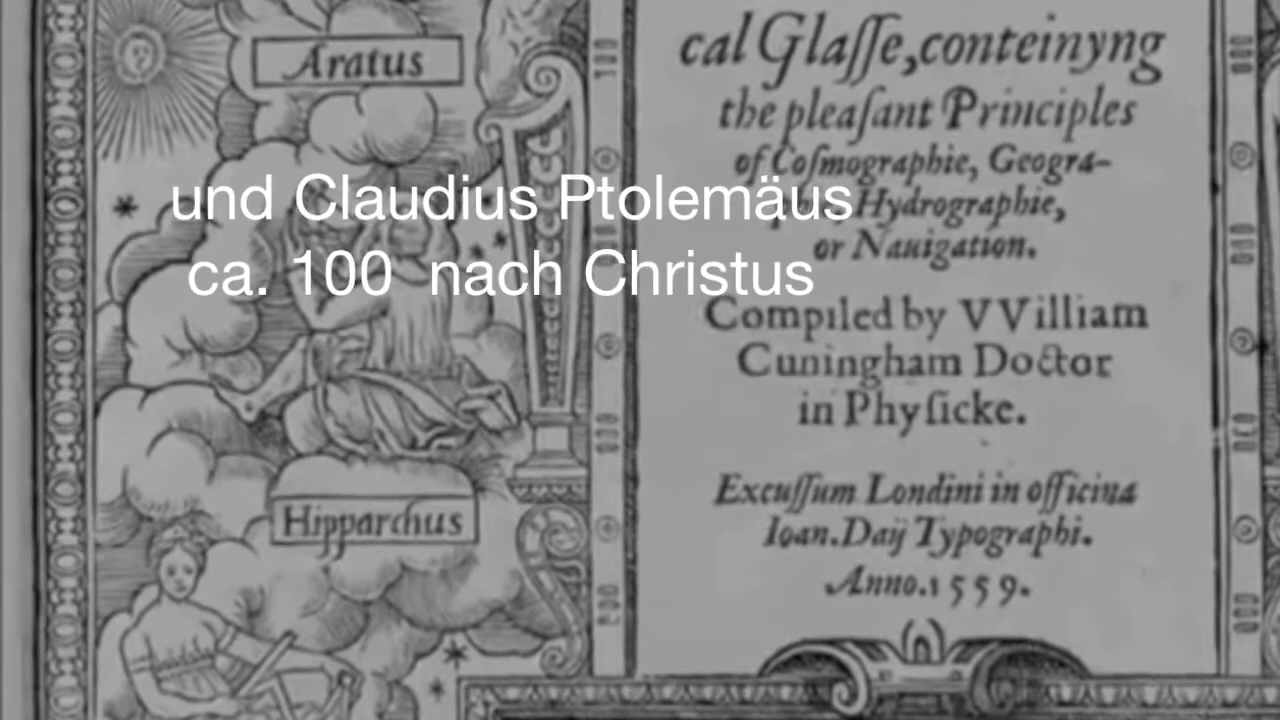 Aratus
Hipparchus
und Claudius Ptolemäus
ca. 100 nach Christus
cal Glaſſe, conteinyng
the pleaſant Principles
of Coſmographie, Geogra-
Hydrographie,
or Nauigation.
Compiled by VVilliam
Cuningham Doctor
in Phyſicke.
Excuſſum Londini in officina
Ioan. Daij Typographi.
Anno. 1559.